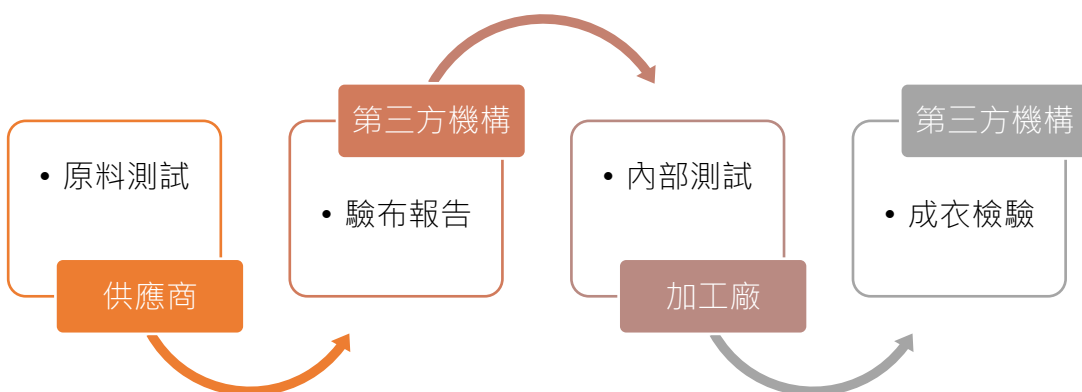 • 原料測試
供應商
第三方機構
• 驗布報告
• 內部測試
加工廠
第三方機構
• 成衣檢驗